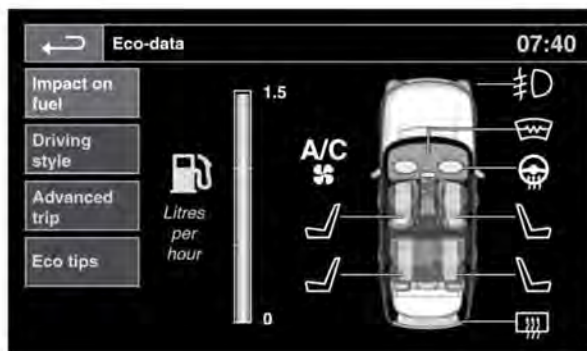 Eco-data
07:40
Impact on
fuel
Driving
style
Advanced
trip
Eco tips
Litres
per
hour
1.5
0
A/C